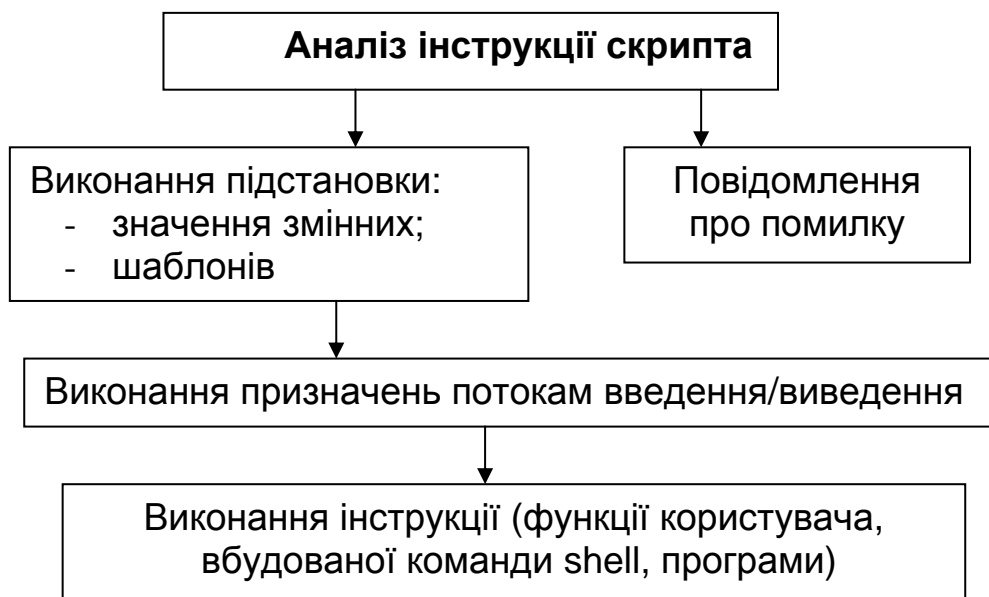 Аналіз інструкції скрипта
Виконання підстановки:
- значення змінних;
- шаблонів
Повідомлення
про помилку
Виконання призначень потокам введення/виведення
Виконання інструкції (функції користувача,
вбудованої команди shell, програми)